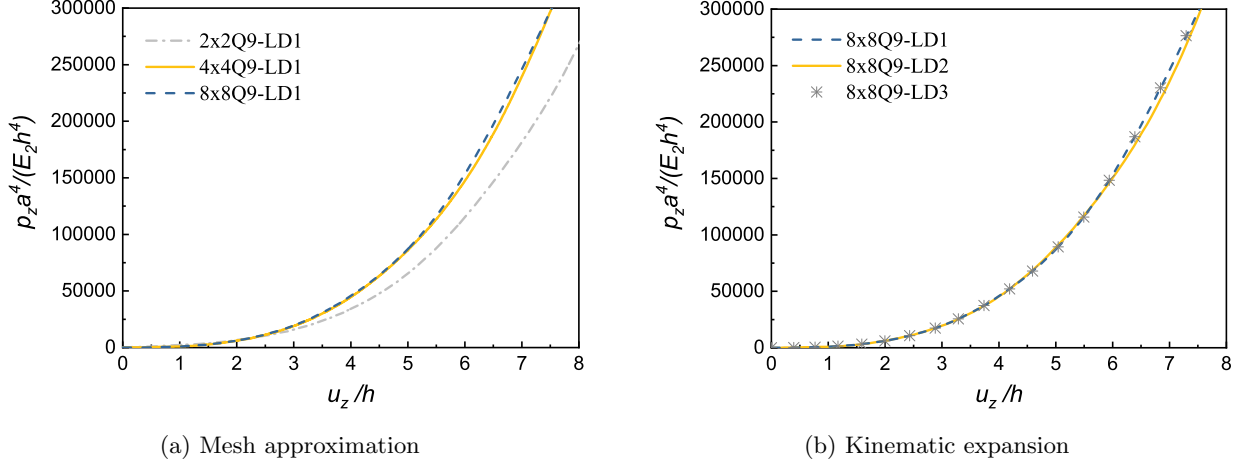 300000
250000
200000
150000
100000
50000
0
0 1 2 3 4 5 6 7 8
p_z a^4/(E_2 h^4)
u_z /h
2x2Q9-LD1
4x4Q9-LD1
8x8Q9-LD1
(a) Mesh approximation
300000
250000
200000
150000
100000
50000
0
0 1 2 3 4 5 6 7 8
p_z a^4/(E_2 h^4)
u_z /h
8x8Q9-LD1
8x8Q9-LD2
8x8Q9-LD3
(b) Kinematic expansion